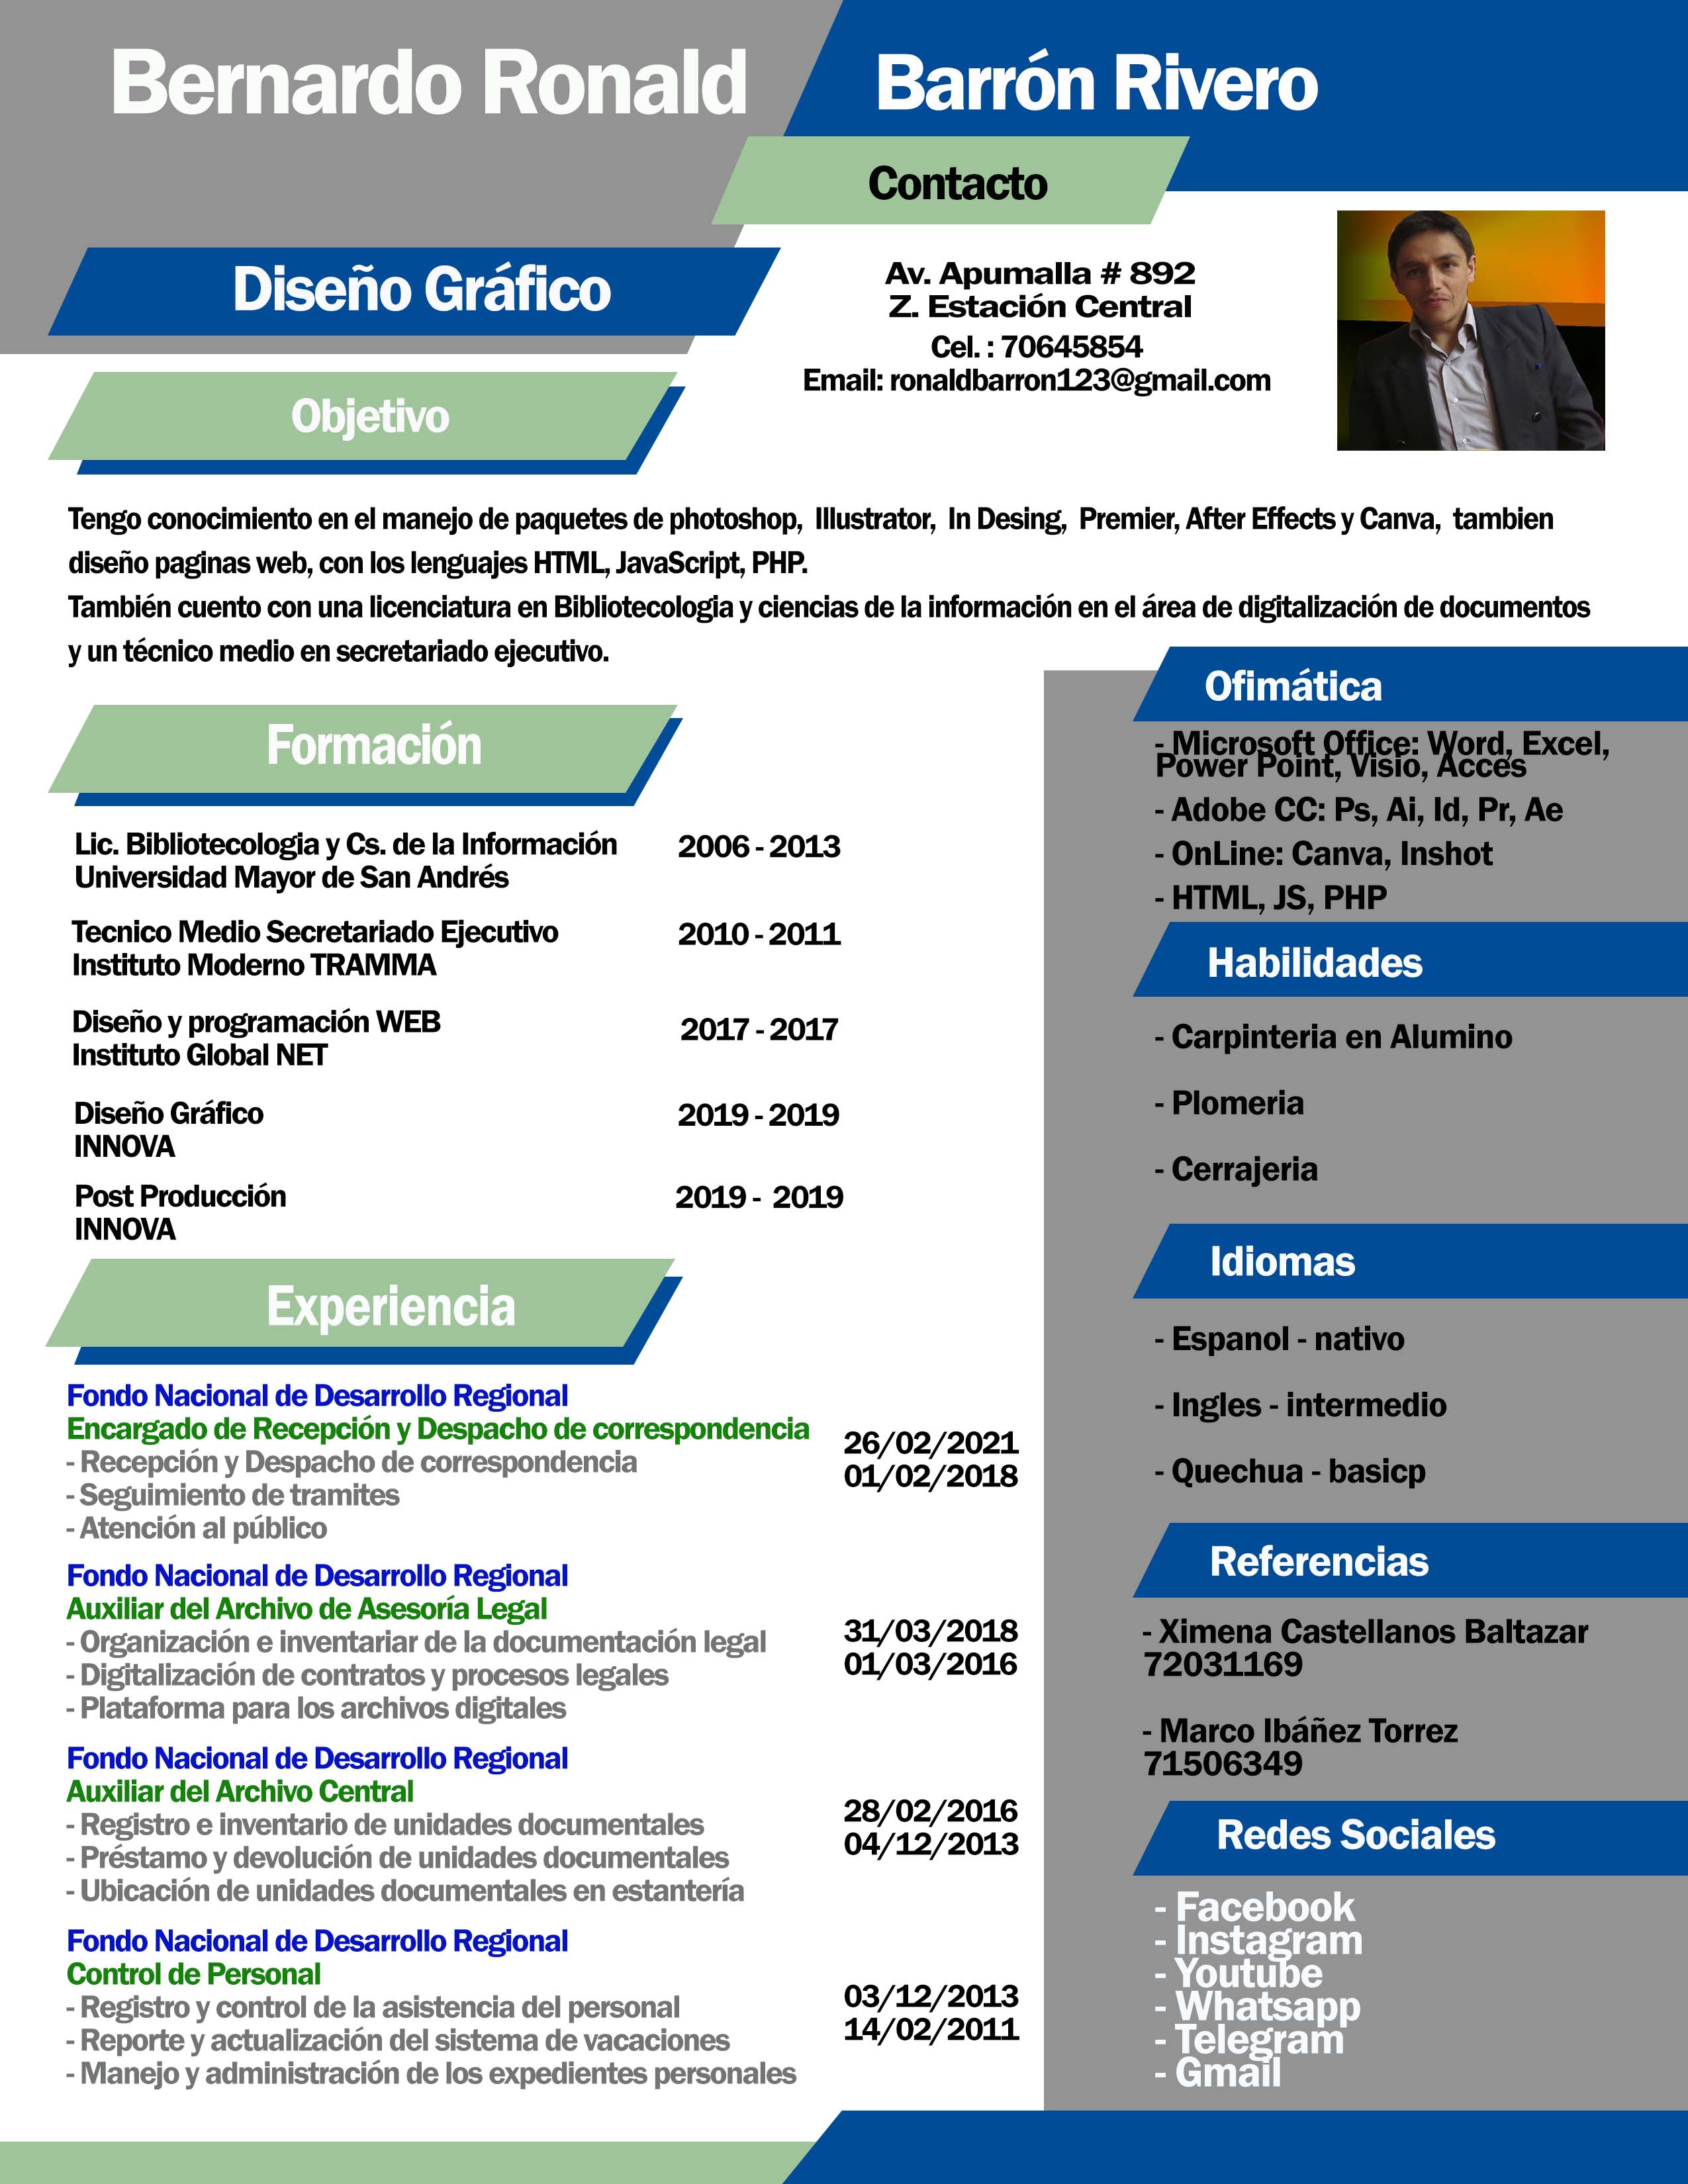 Bernardo Ronald Barrón Rivero
Contacto
Diseño Gráfico
Av. Apumalla # 892
Z. Estación Central
Cel. : 70645854
Email: ronaldbarron123@gmail.com
Objetivo
Tengo conocimiento en el manejo de paquetes de photoshop, Illustrator, In Desing, Premier, After Effects y Canva, tambien
diseño paginas web, con los lenguajes HTML, JavaScript, PHP.
También cuento con una licenciatura en Bibliotecologia y ciencias de la información en el área de digitalización de documentos
y un técnico medio en secretariado ejecutivo.
Formación
Lic. Bibliotecologia y Cs. de la Información 2006 - 2013
Universidad Mayor de San Andrés
Tecnico Medio Secretariado Ejecutivo 2010 - 2011
Instituto Moderno TRAMMA
Diseño y programación WEB 2017 - 2017
Instituto Global NET
Diseño Gráfico 2019 - 2019
INNOVA
Post Producción 2019 - 2019
INNOVA
Experiencia
Fondo Nacional de Desarrollo Regional
Encargado de Recepción y Despacho de correspondencia
- Recepción y Despacho de correspondencia
- Seguimiento de tramites
- Atención al público
26/02/2021
01/02/2018
Fondo Nacional de Desarrollo Regional
Auxiliar del Archivo de Asesoría Legal
- Organización e inventariar de la documentación legal
- Digitalización de contratos y procesos legales
- Plataforma para los archivos digitales
31/03/2018
01/03/2016
Fondo Nacional de Desarrollo Regional
Auxiliar del Archivo Central
- Registro e inventario de unidades documentales
- Préstamo y devolución de unidades documentales
- Ubicación de unidades documentales en estantería
28/02/2016
04/12/2013
Fondo Nacional de Desarrollo Regional
Control de Personal
- Registro y control de la asistencia del personal
- Reporte y actualización del sistema de vacaciones
- Manejo y administración de los expedientes personales
03/12/2013
14/02/2011
Ofimática
- Microsoft Office: Word, Excel,
Power Point, Visio, Acces
- Adobe CC: Ps, Ai, Id, Pr, Ae
- OnLine: Canva, Inshot
- HTML, JS, PHP
Habilidades
- Carpinteria en Alumino
- Plomeria
- Cerrajeria
Idiomas
- Espanol - nativo
- Ingles - intermedio
- Quechua - basicp
Referencias
- Ximena Castellanos Baltazar
72031169
- Marco Ibáñez Torrez
71506349
Redes Sociales
- Facebook
- Instagram
- Youtube
- Whatsapp
- Telegram
- Gmail